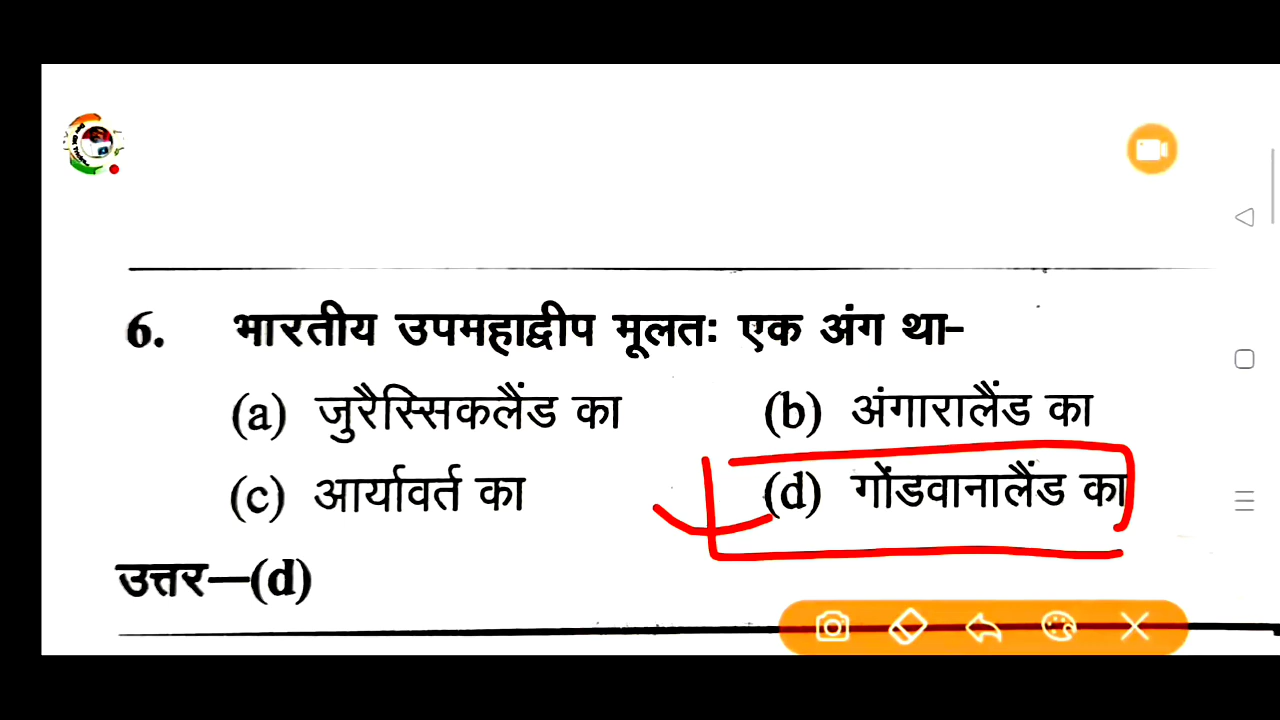 6. भारतीय उपमहाद्वीप मूलतः एक अंग था–
(a) जुरैस्सिकलैंड का (b) अंगारालैंड का
(c) आर्यावर्त का (d) गोंडवानालैंड का
उत्तर—(d)